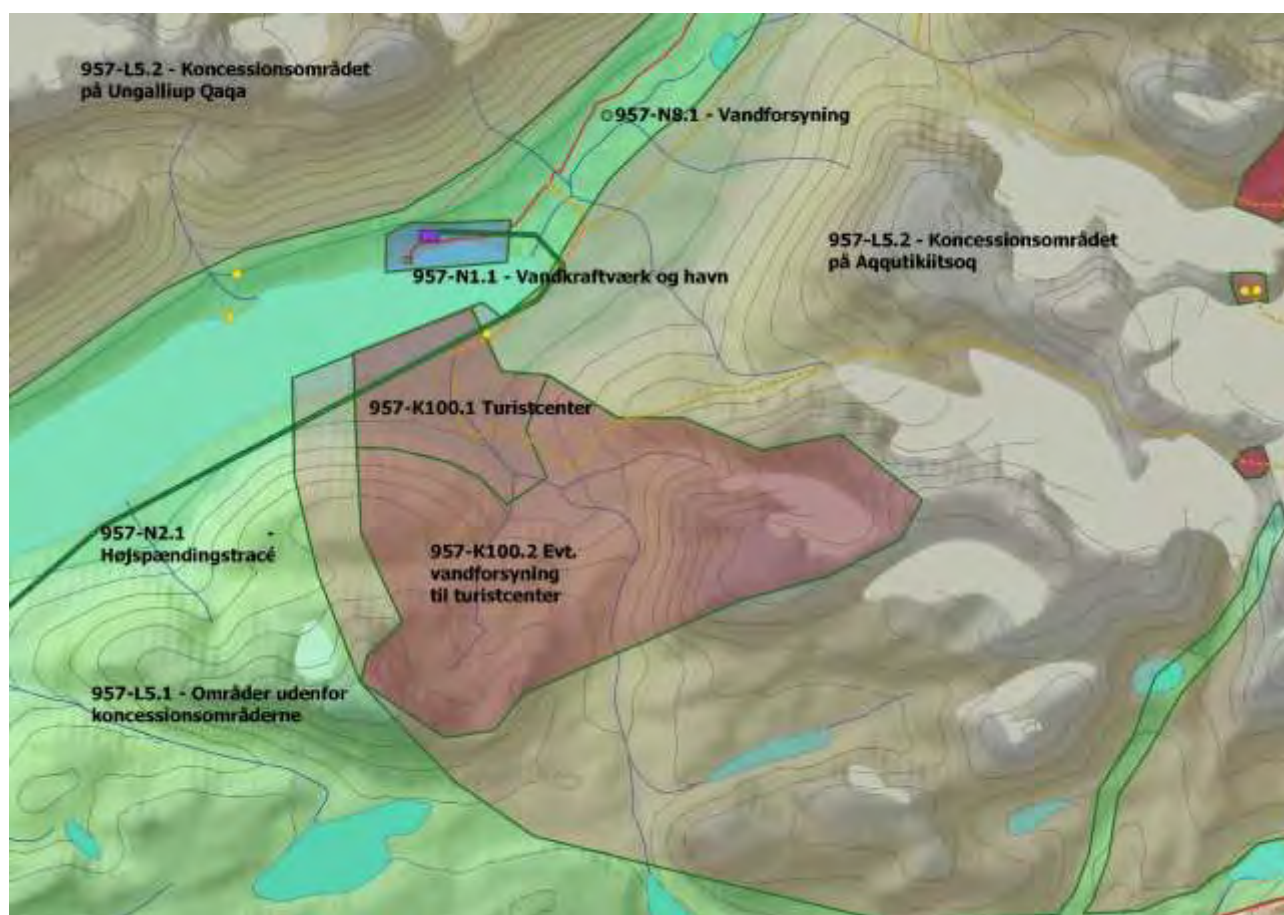 957-L5.2 - Koncessionsområdet
på Ungalliup Qaqa
957-N8.1 - Vandforsyning
957-L5.2 - Koncessionsområdet
på Aqqutikiitsoq
957-N1.1 - Vandkraftværk og havn
957-K100.1 Turistcenter
957-N2.1 -
Højspændingstracé
957-K100.2 Evt.
vandforsyning
til turistcenter
957-L5.1 - Områder udenfor
koncessionsområderne